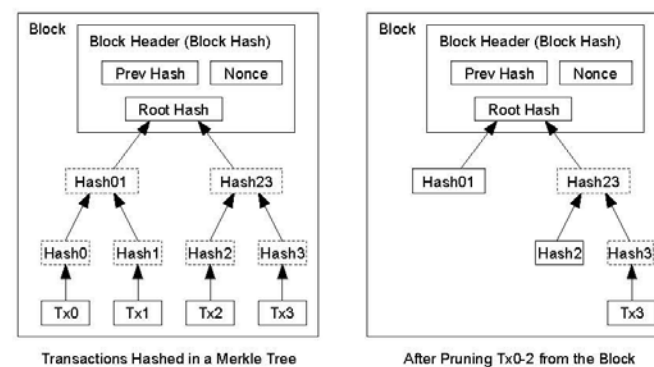 Block
Block Header (Block Hash)
Prev Hash
Nonce
Root Hash
Hash01
Hash23
Hash0
Hash1
Hash2
Hash3
Tx0
Tx1
Tx2
Tx3
Transactions Hashed in a Merkle Tree
Block
Block Header (Block Hash)
Prev Hash
Nonce
Root Hash
Hash01
Hash23
Hash2
Hash3
Tx3
After Pruning Tx0-2 from the Block